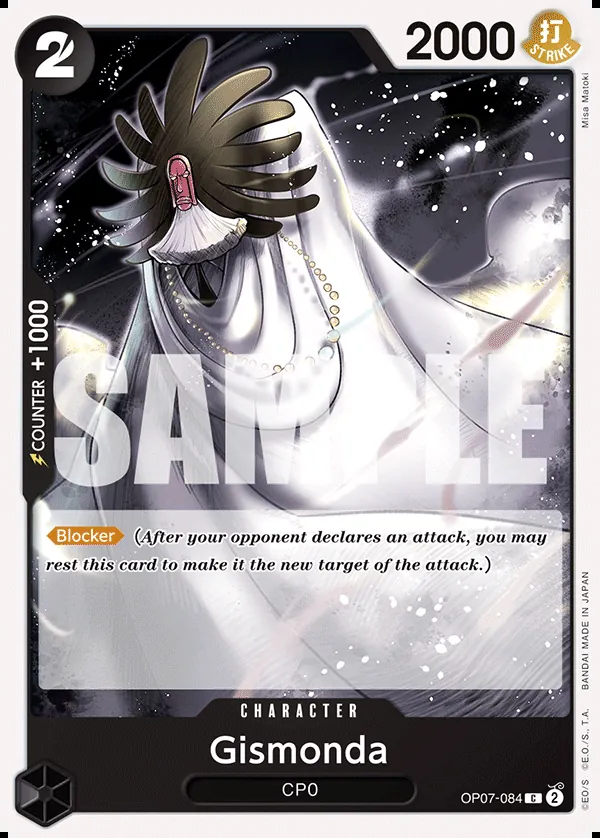 2
2000
打
STRIKE
Misa Matoki
COUNTER +1000
SAMPLE
Blocker (After your opponent declares an attack, you may
rest this card to make it the new target of the attack.)
BANDAI MADE IN JAPAN
©EO/S ©E.O./S., T.A.
CHARACTER
Gismonda
CP0
OP07-084 C 2